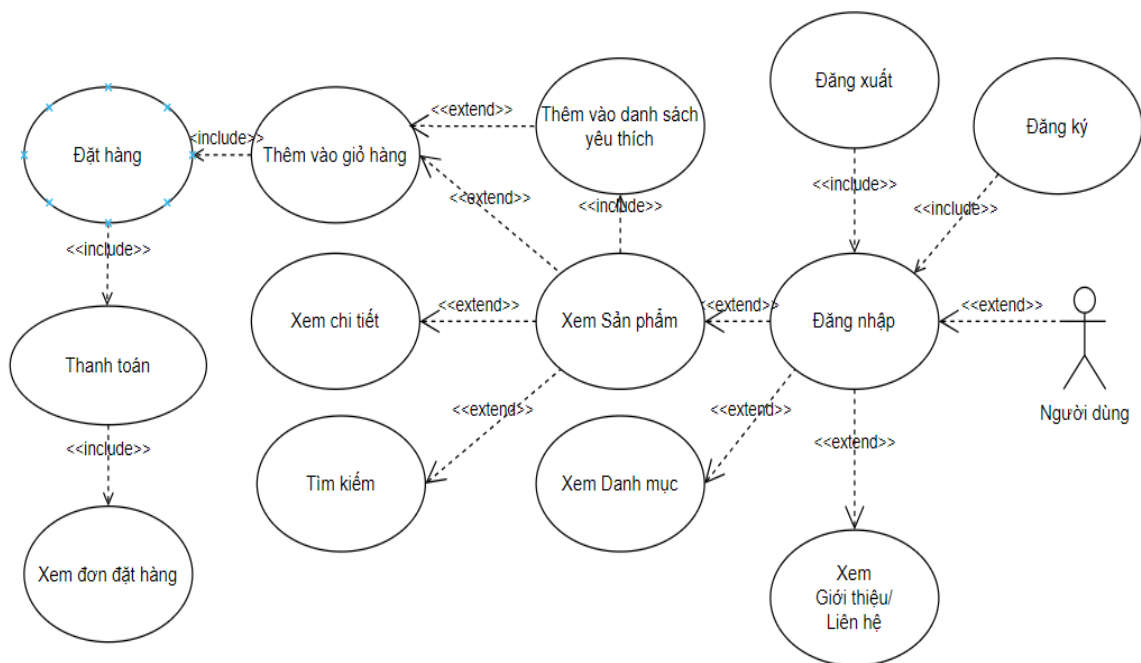 Đăng xuất
Đăng ký
Thêm vào danh sách
yêu thích
<<extend>>
<<include>>
Đặt hàng
Thêm vào giỏ hàng
<<extend>>
<<include>>
<<include>>
<<include>>
<<include>>
Xem chi tiết
<<extend>>
Xem Sản phẩm
<<extend>>
Đăng nhập
<<extend>>
Thanh toán
<<extend>>
<<extend>>
Người dùng
<<include>>
<<extend>>
Tìm kiếm
Xem Danh mục
Xem đơn đặt hàng
Xem
Giới thiệu/
Liên hệ